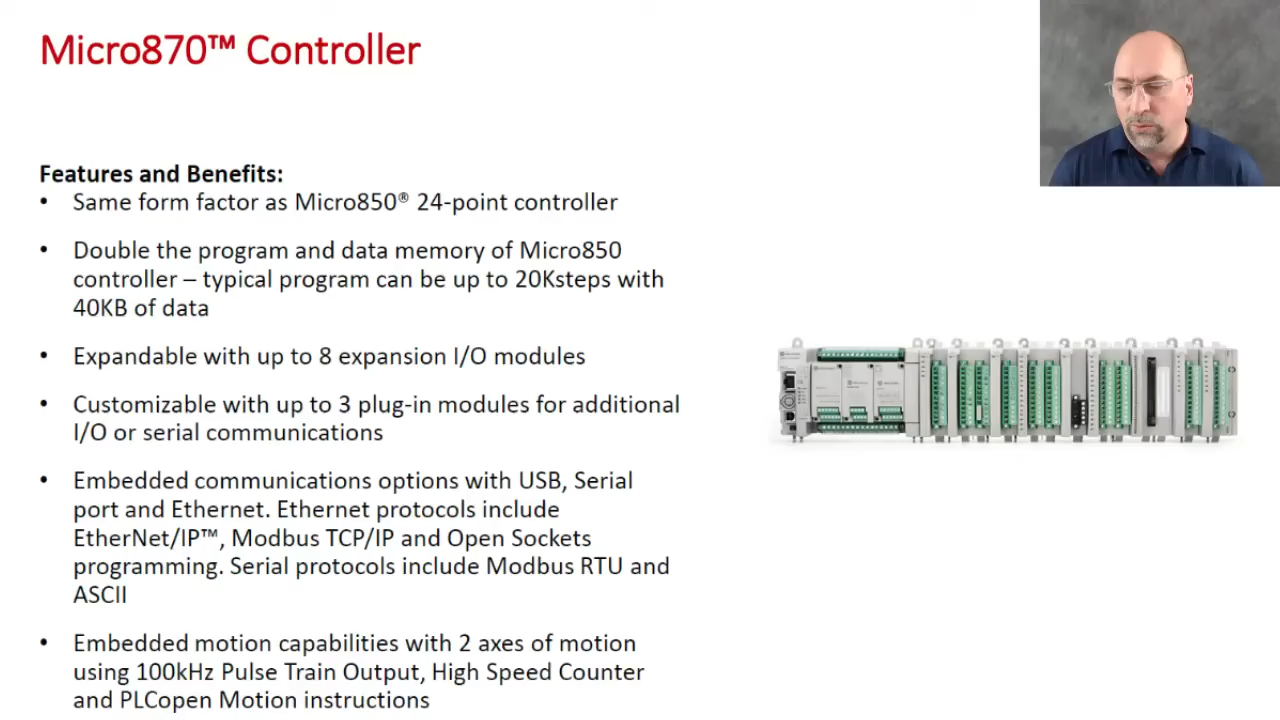 Micro870™ Controller
Features and Benefits:
• Same form factor as Micro850® 24-point controller
• Double the program and data memory of Micro850
controller – typical program can be up to 20Ksteps with
40KB of data
• Expandable with up to 8 expansion I/O modules
• Customizable with up to 3 plug-in modules for additional
I/O or serial communications
• Embedded communications options with USB, Serial
port and Ethernet. Ethernet protocols include
EtherNet/IP™, Modbus TCP/IP and Open Sockets
programming. Serial protocols include Modbus RTU and
ASCII
• Embedded motion capabilities with 2 axes of motion
using 100kHz Pulse Train Output, High Speed Counter
and PLCopen Motion instructions